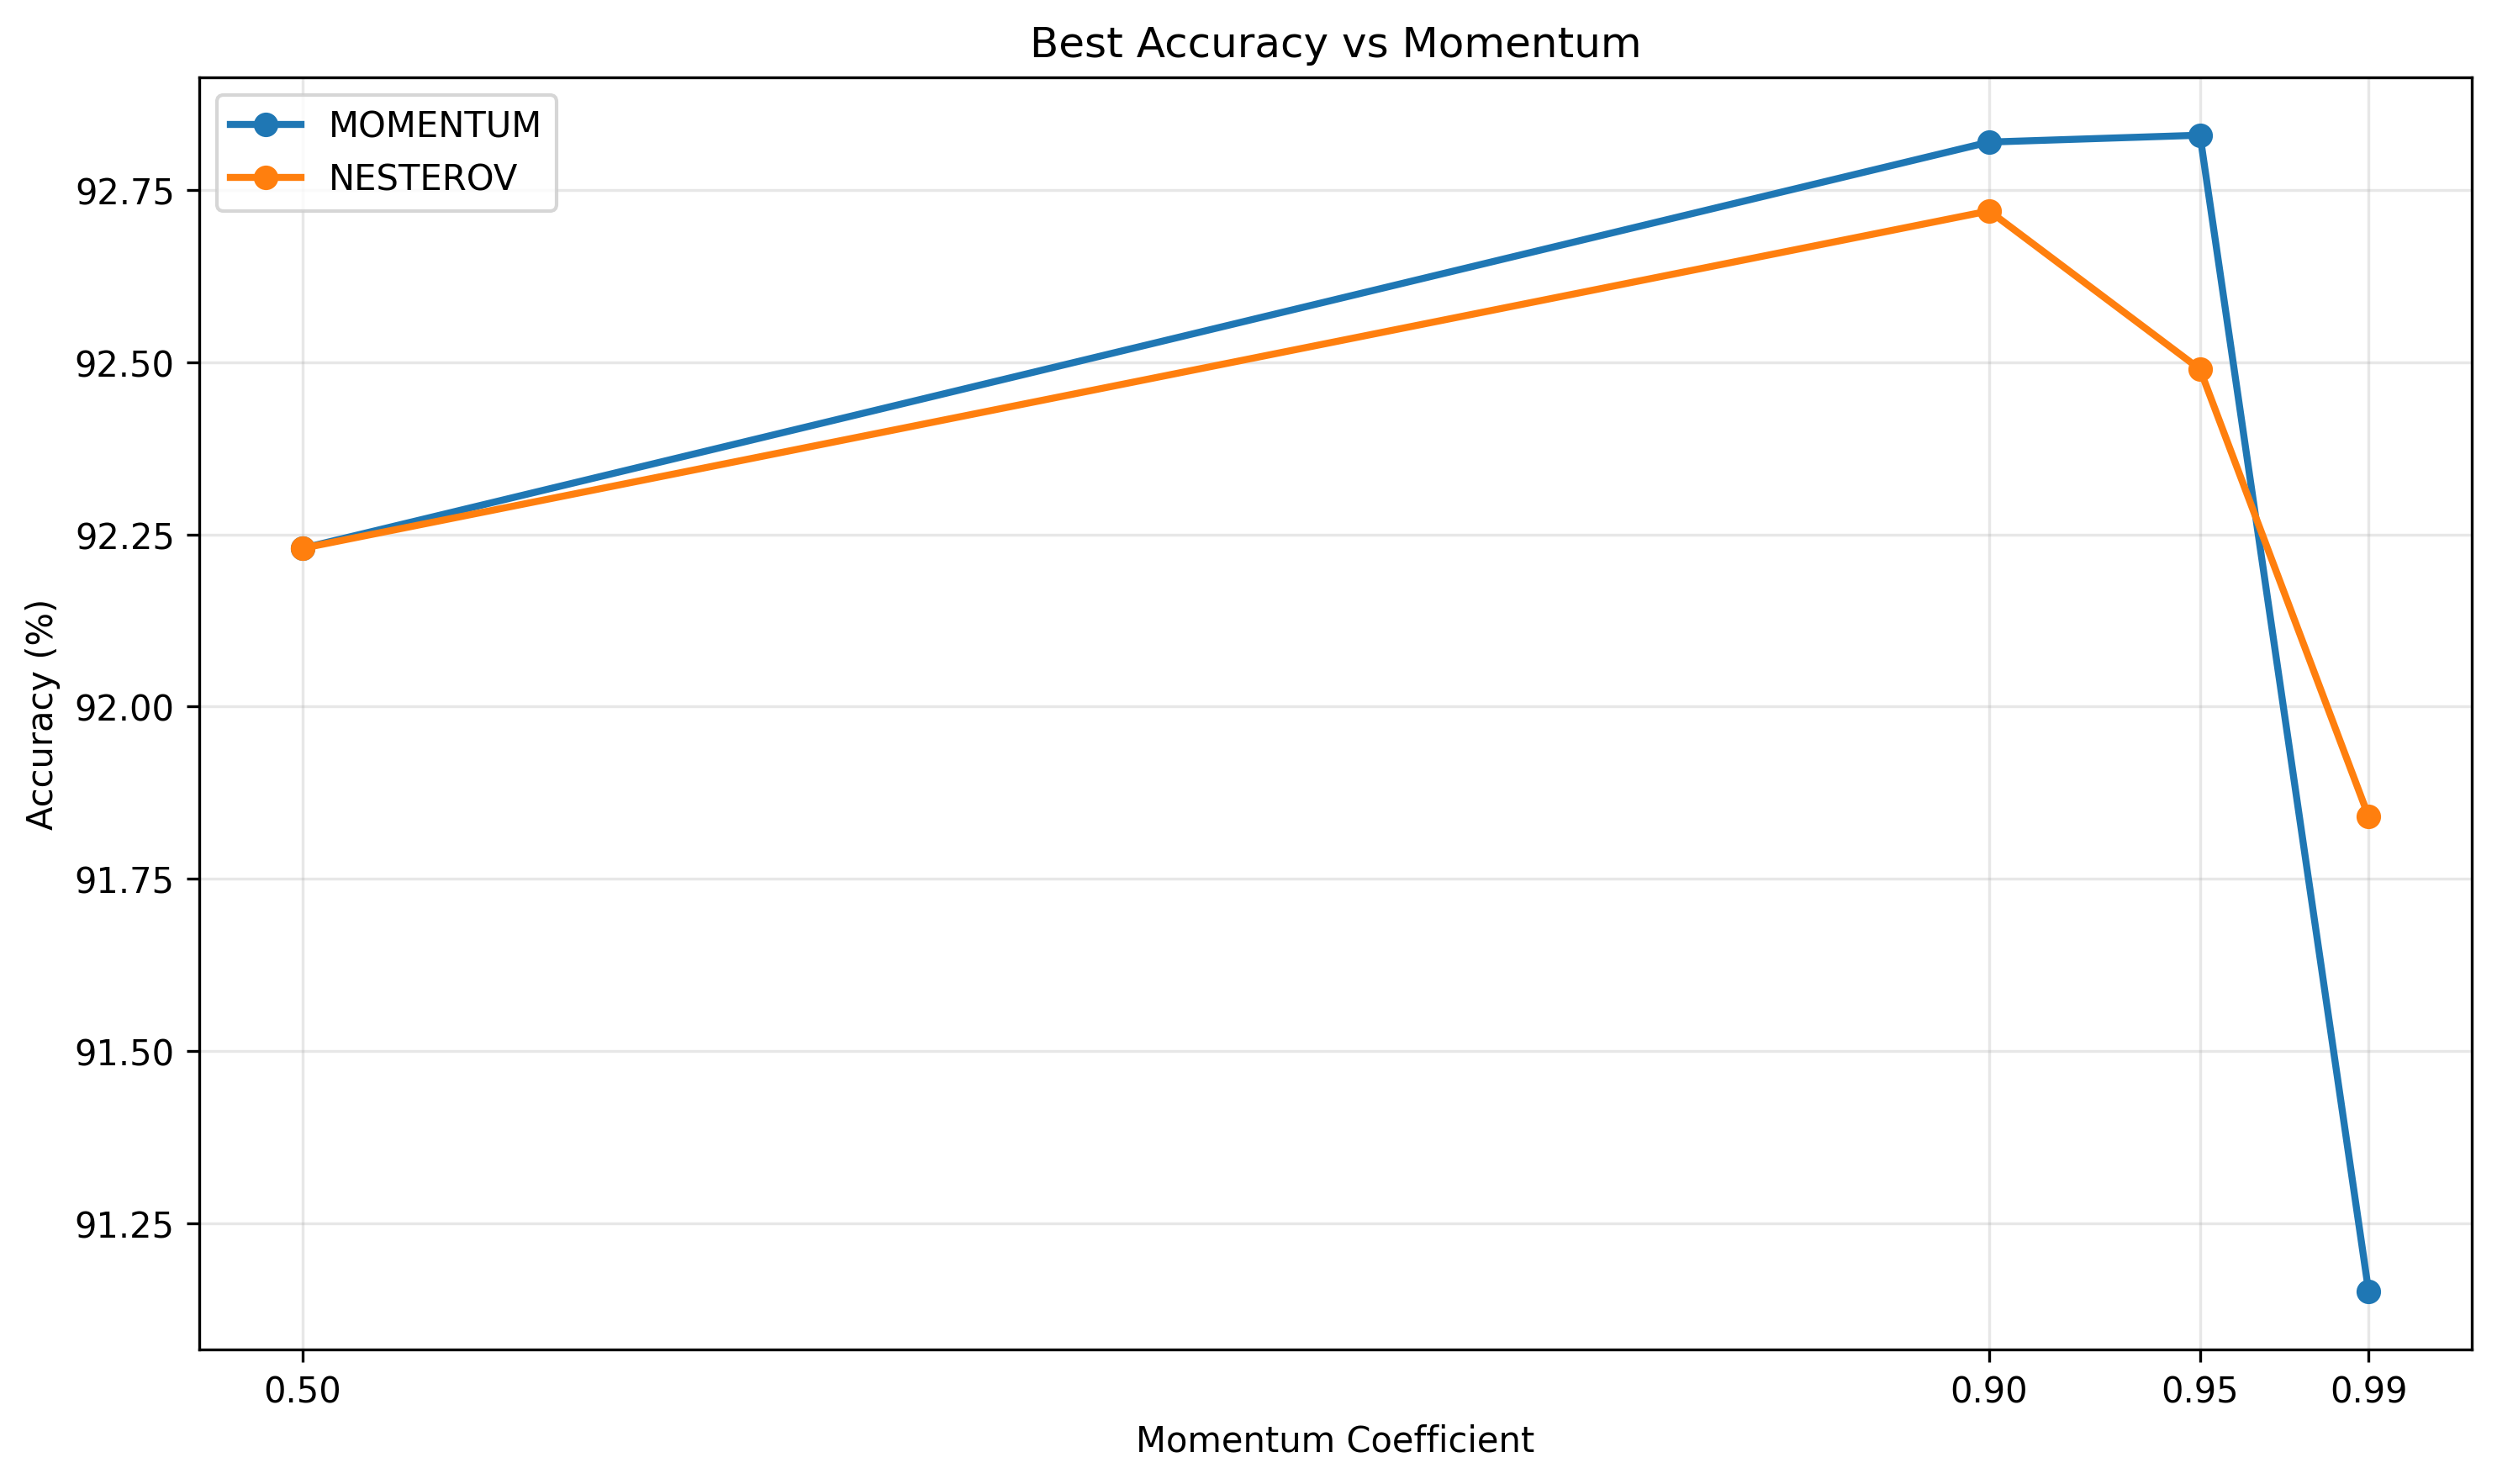 Best Accuracy vs Momentum
MOMENTUM
NESTEROV
92.75
92.50
92.25
92.00
91.75
91.50
91.25
Accuracy (%)
0.50 0.90 0.95 0.99
Momentum Coefficient